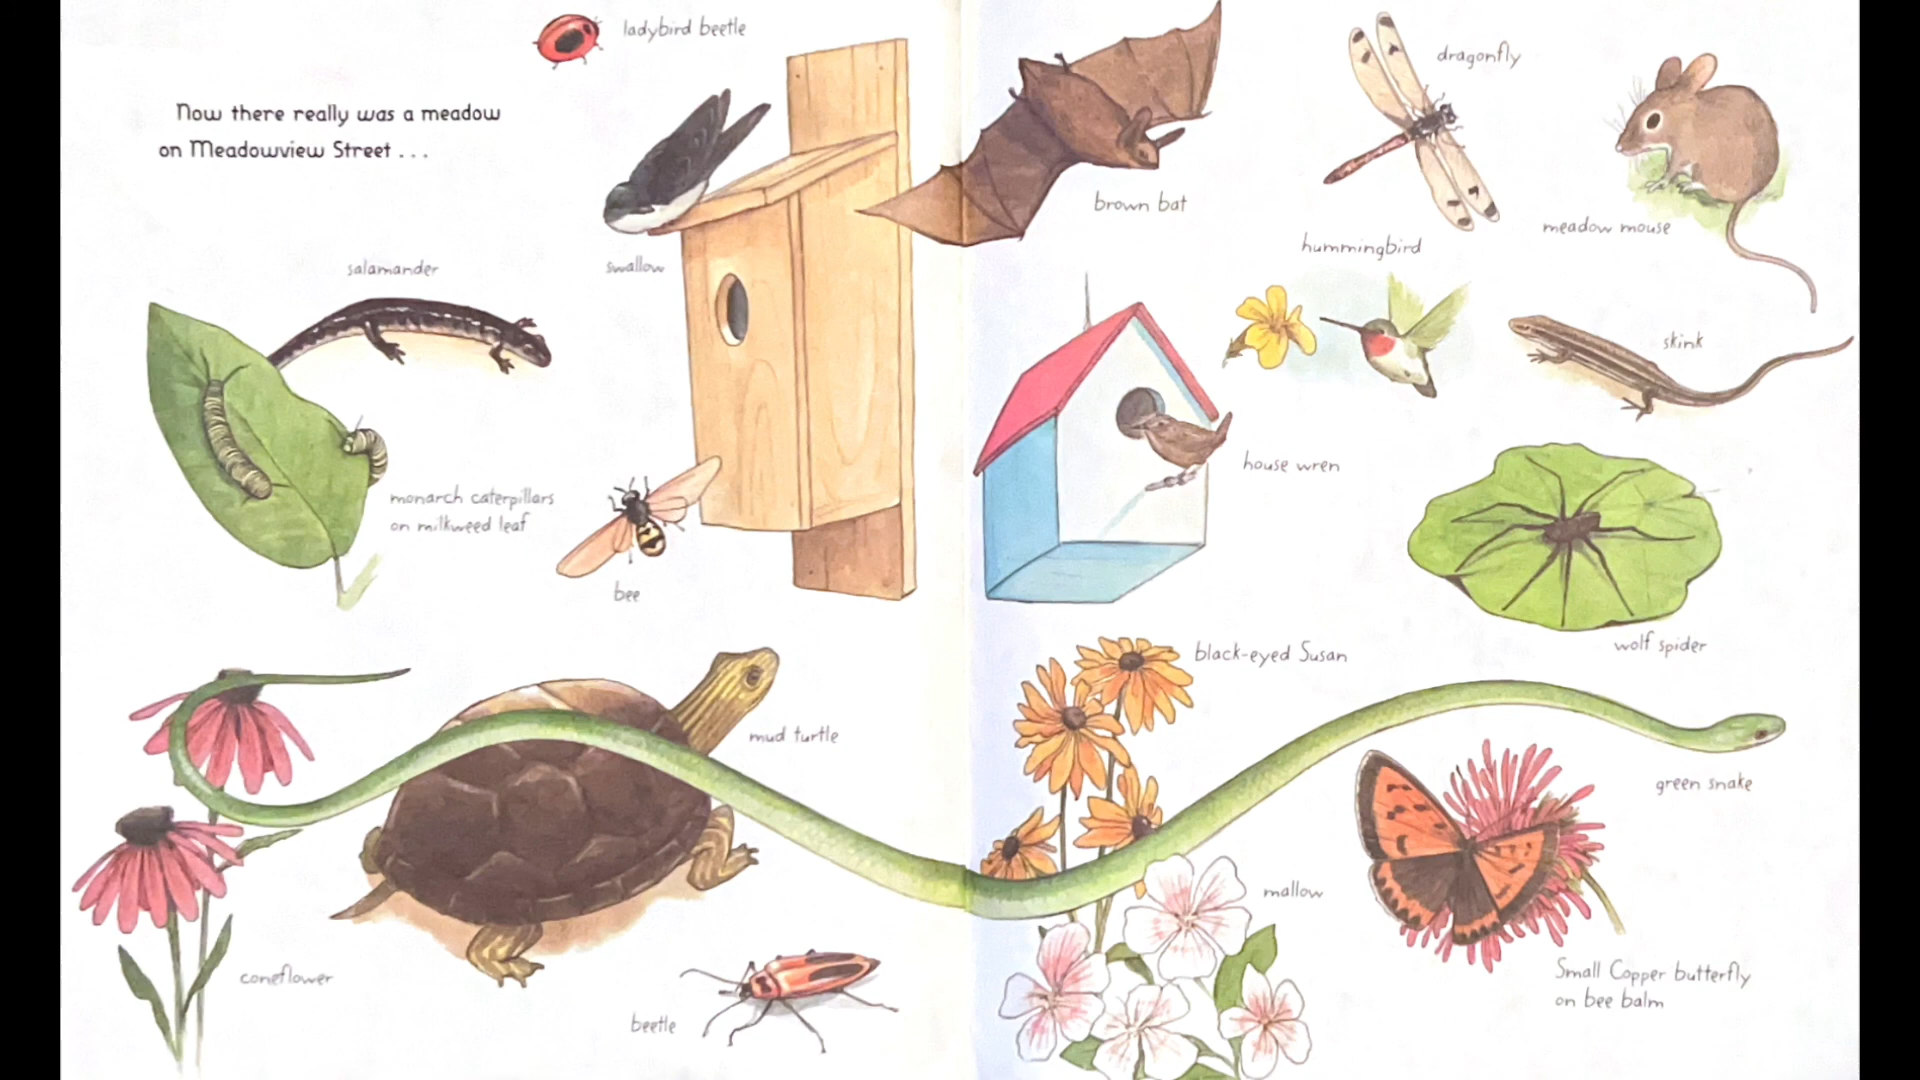 ladybird beetle
Now there really was a meadow
on Meadowview Street . . .
salamander
swallow
monarch caterpillars
on milkweed leaf
bee
mud turtle
coneflower
beetle
brown bat
dragonfly
meadow mouse
hummingbird
skink
house wren
wolf spider
black-eyed Susan
green snake
mallow
Small Copper butterfly
on bee balm